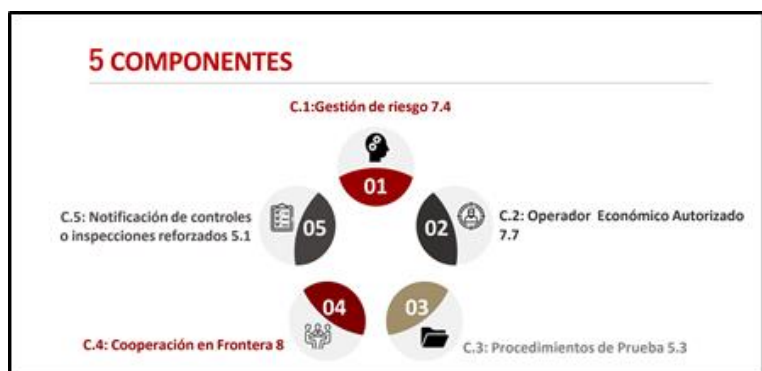 5 COMPONENTES
C.1:Gestión de riesgo 7.4
01
C.5: Notificación de controles
o inspecciones reforzados 5.1
05
02
C.2: Operador Económico Autorizado
7.7
04
03
C.4: Cooperación en Frontera 8
C.3: Procedimientos de Prueba 5.3